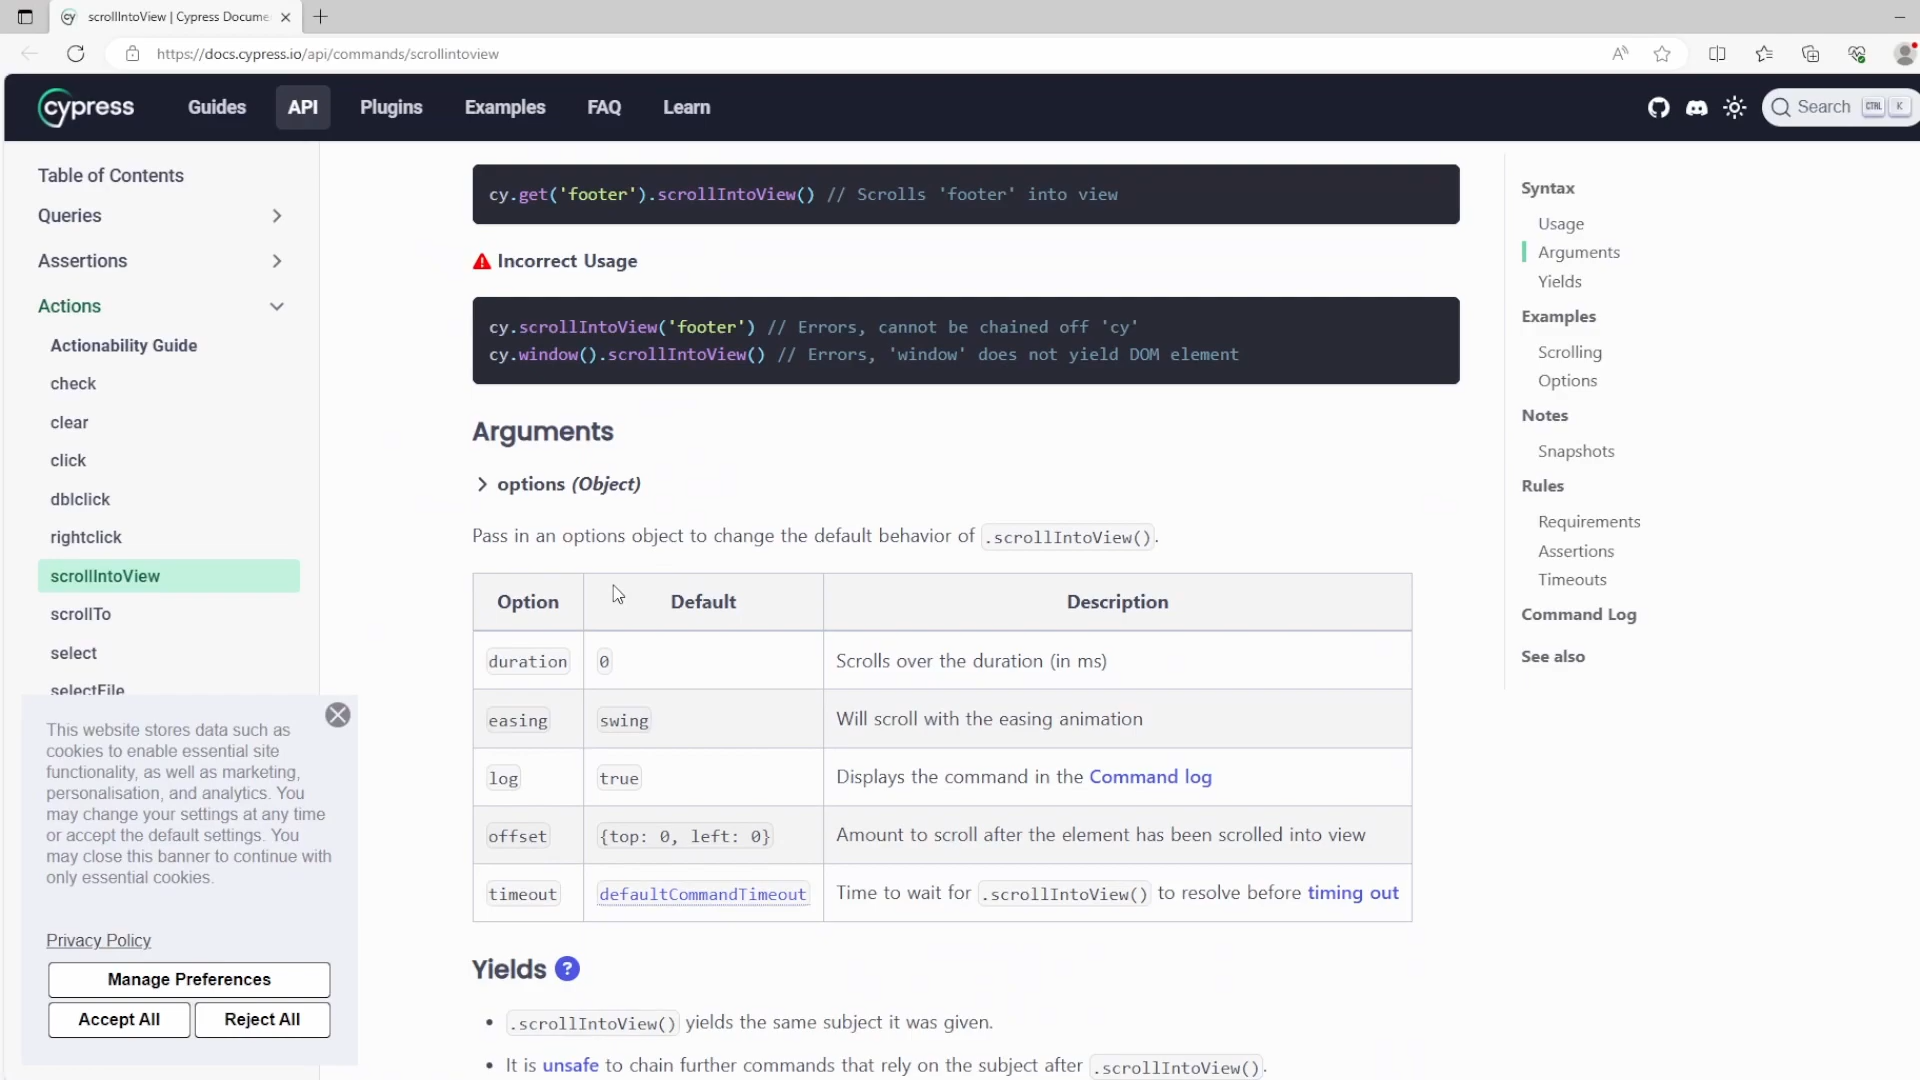 scrollIntoView | Cypress Docume
https://docs.cypress.io/api/commands/scrollintoview
cypress
Guides
API
Plugins
Examples
FAQ
Learn
Search
CTRL
K
Table of Contents
Queries
Assertions
Actions
Actionability Guide
check
clear
click
dblclick
rightclick
scrollIntoView
scrollTo
select
selectFile
This website stores data such as
cookies to enable essential site
functionality, as well as marketing,
personalisation, and analytics. You
may change your settings at any time
or accept the default settings. You
may close this banner to continue with
only essential cookies.
Privacy Policy
Manage Preferences
Accept All
Reject All
cy.get('footer').scrollIntoView() // Scrolls 'footer' into view
Incorrect Usage
cy.scrollIntoView('footer') // Errors, cannot be chained off 'cy'
cy.window().scrollIntoView() // Errors, 'window' does not yield DOM element
Arguments
options (Object)
Pass in an options object to change the default behavior of .scrollIntoView().
Option Default Description
duration 0 Scrolls over the duration (in ms)
easing swing Will scroll with the easing animation
log true Displays the command in the Command log
offset {top: 0, left: 0} Amount to scroll after the element has been scrolled into view
timeout defaultCommandTimeout Time to wait for .scrollIntoView() to resolve before timing out
Yields ?
• .scrollIntoView() yields the same subject it was given.
• It is unsafe to chain further commands that rely on the subject after .scrollIntoView().
Syntax
Usage
Arguments
Yields
Examples
Scrolling
Options
Notes
Snapshots
Rules
Requirements
Assertions
Timeouts
Command Log
See also